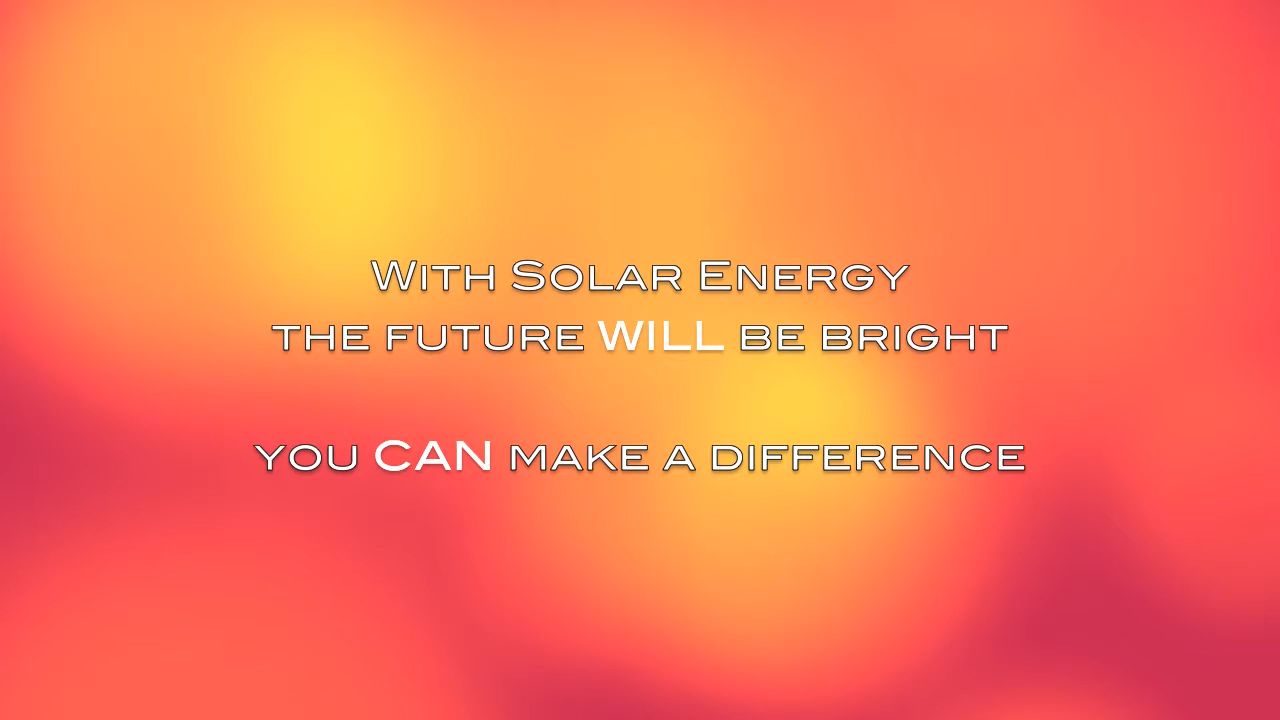 With Solar Energy
the future WILL be bright
you CAN make a difference